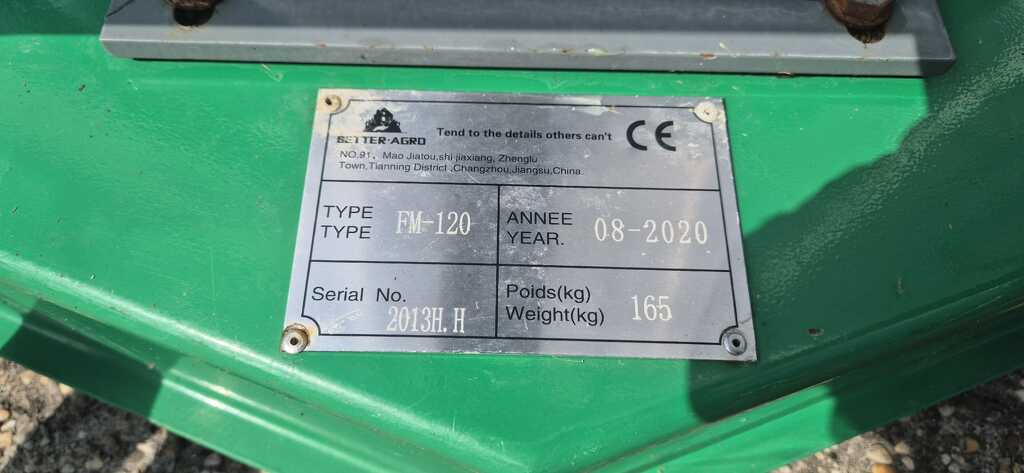 BETTER·AGRO
Tend to the details others can't
CE
NO.91, Mao Jiatou,shi jiaxiang, Zhenglu
Town,Tianning District ,Changzhou,Jiangsu,China.
TYPE
TYPE
FM-120
ANNEE
YEAR.
08-2020
Serial No.
2013H.H
Poids(kg)
Weight(kg)
165